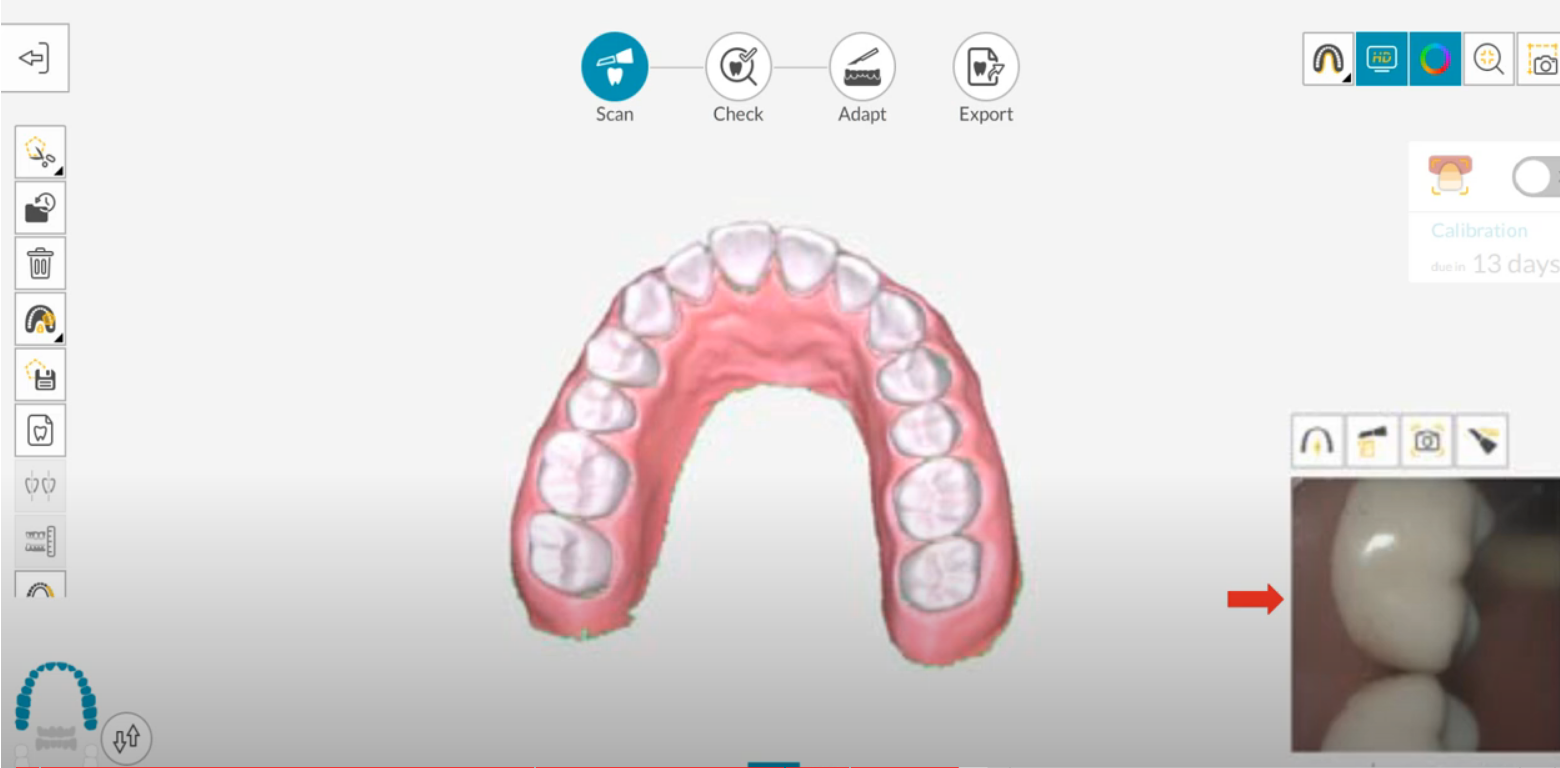 HD
Scan
Check
Adapt
Export
Calibration
due in 13 days